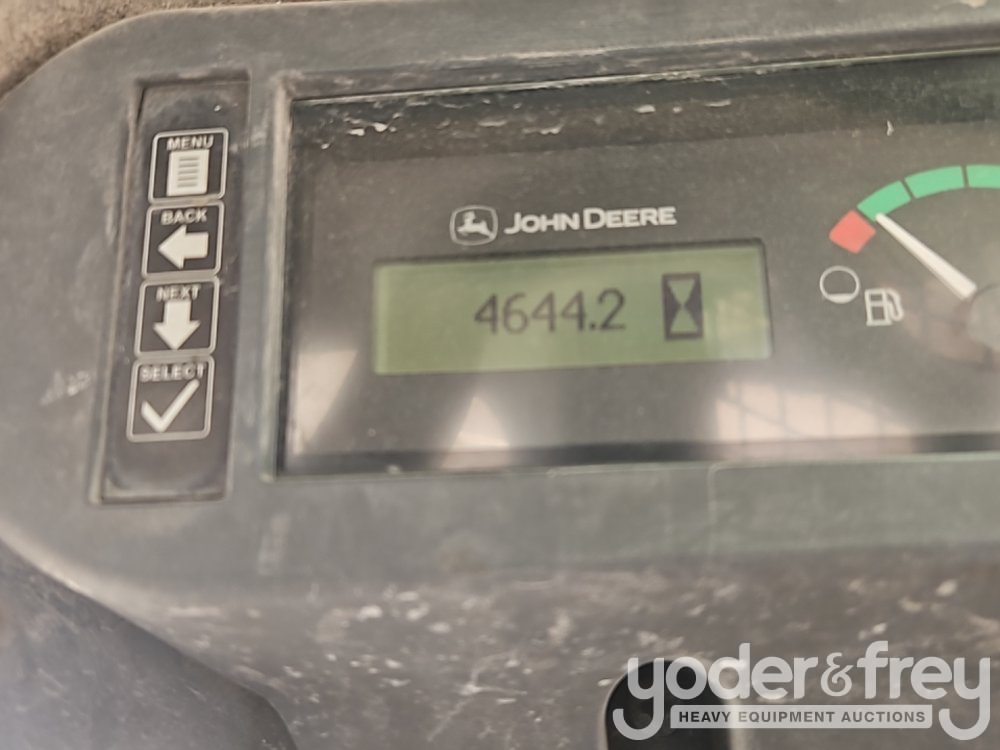 MENU
BACK
NEXT
SELECT
JOHN DEERE
4644.2
yoder&frey
HEAVY EQUIPMENT AUCTIONS